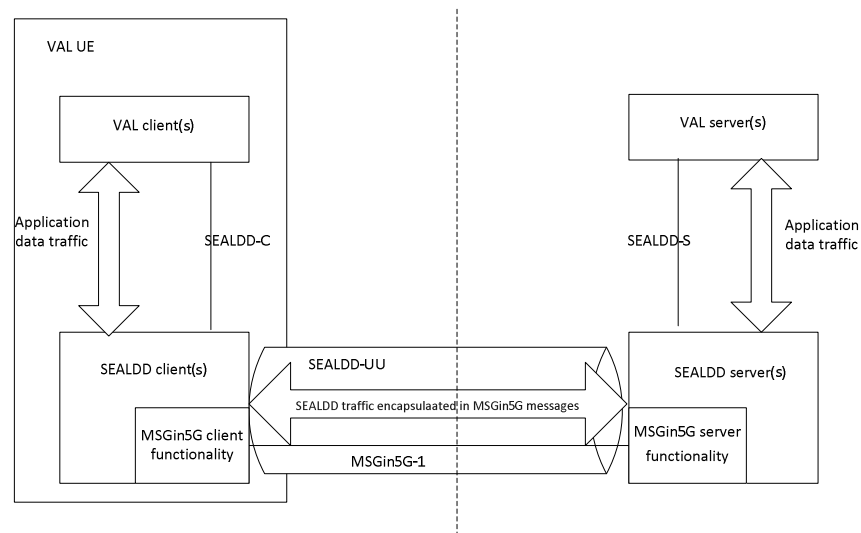 VAL UE
VAL client(s)
VAL server(s)
Application
data traffic
SEALDD-C
SEALDD-S
Application
data traffic
SEALDD client(s)
SEALDD-UU
SEALDD server(s)
SEALDD traffic encapsulaated in MSGin5G messages
MSGin5G client
functionality
MSGin5G server
functionality
MSGin5G-1